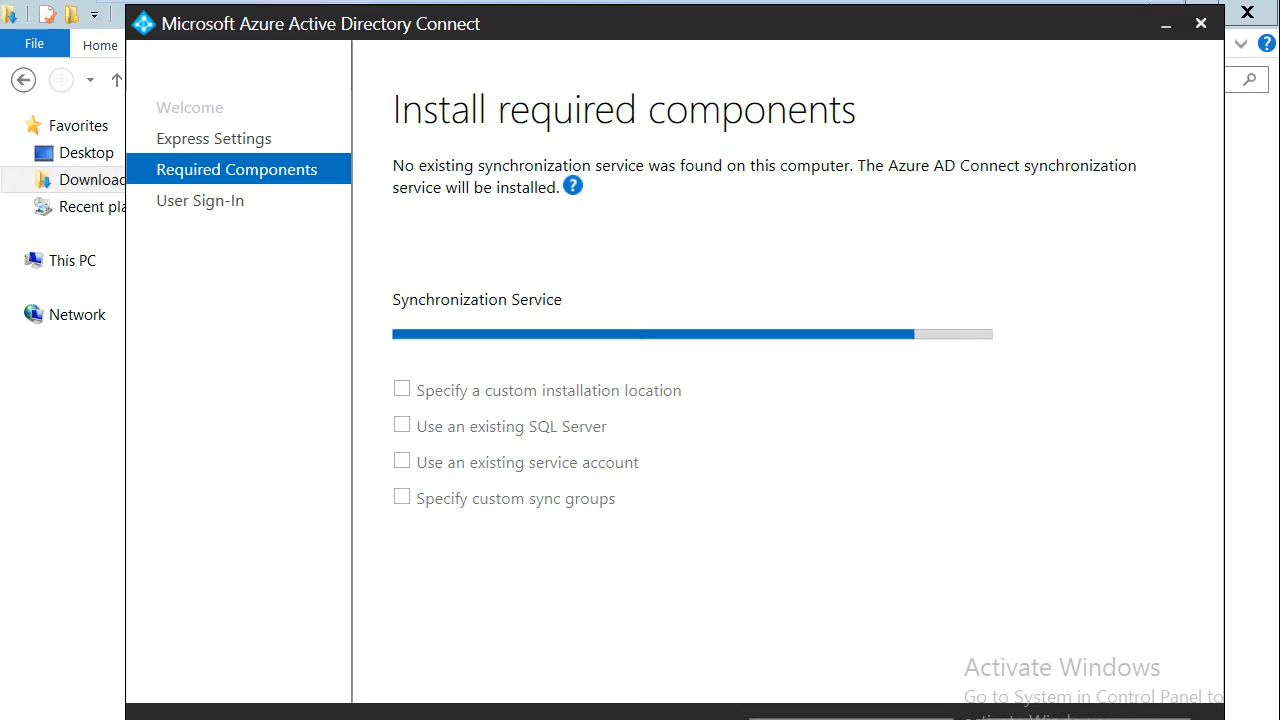 Microsoft Azure Active Directory Connect
File
Home
Favorites
Desktop
Downloac
Recent pla
This PC
Network
Welcome
Express Settings
Required Components
User Sign-In
Install required components
No existing synchronization service was found on this computer. The Azure AD Connect synchronization
service will be installed. ?
Synchronization Service
Specify a custom installation location
Use an existing SQL Server
Use an existing service account
Specify custom sync groups
Activate Windows
Go to System in Control Panel to